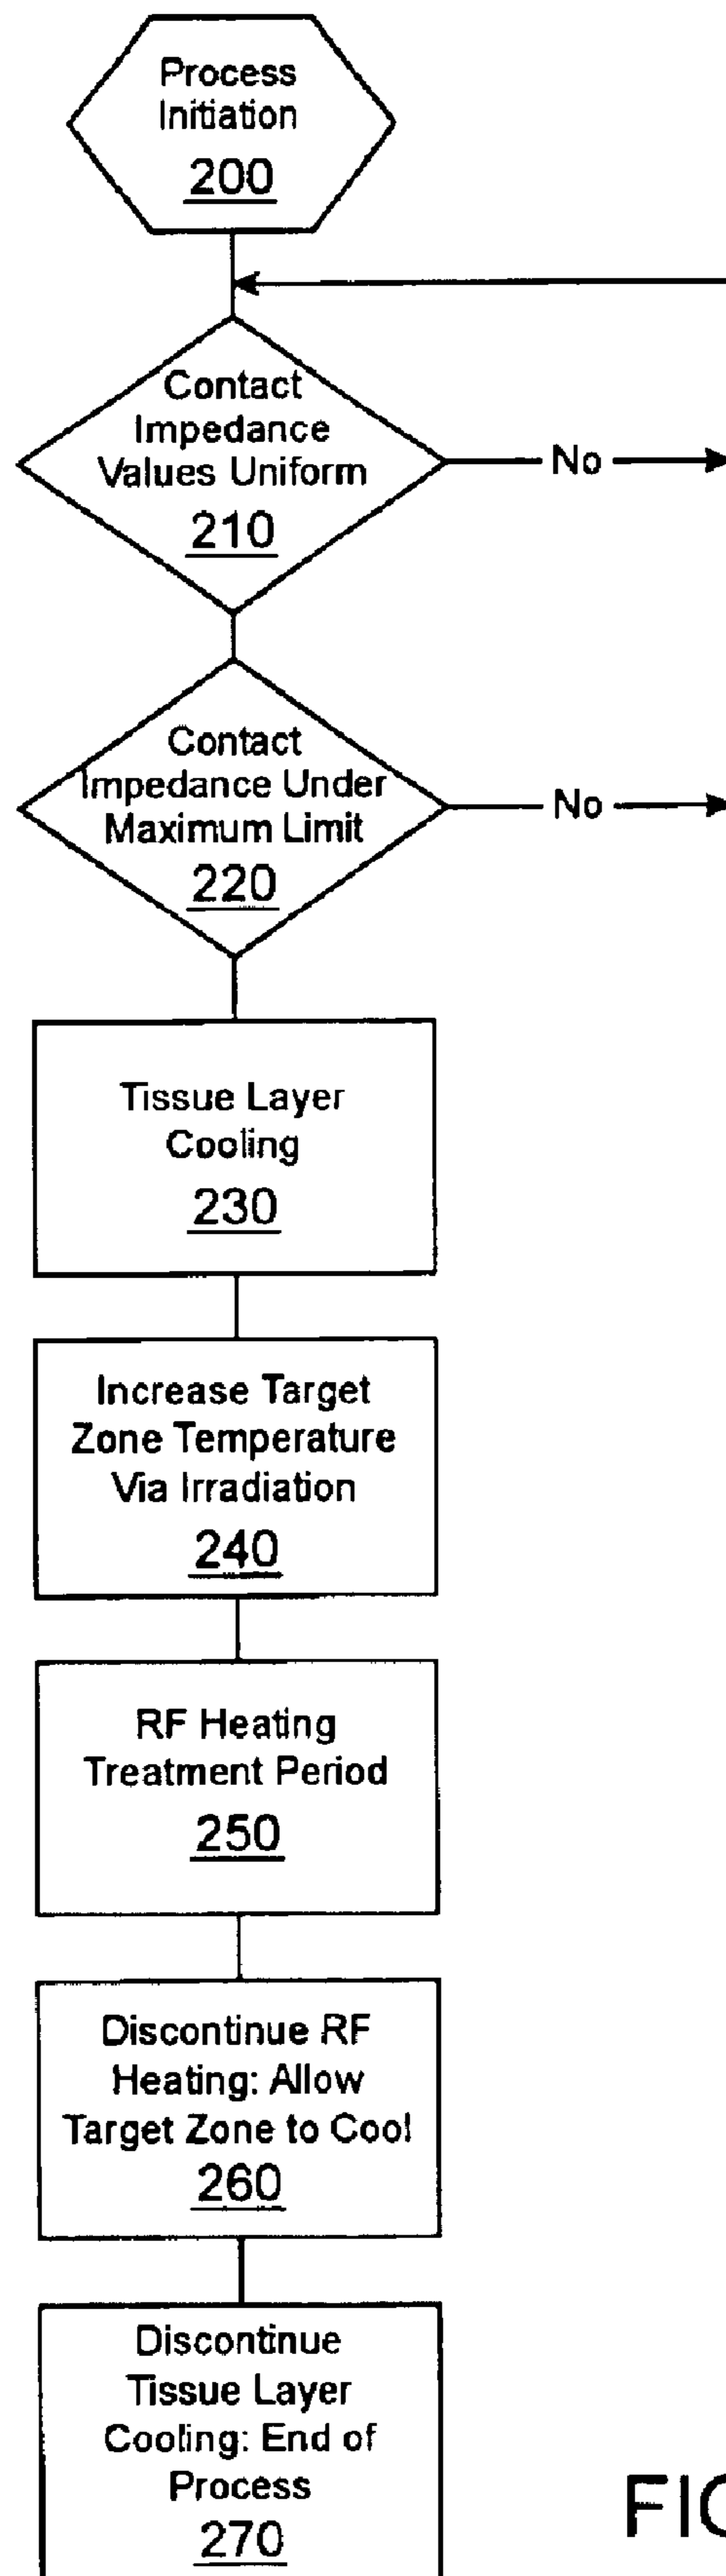 Process
Initiation
200
Contact
Impedance
Values Uniform
210
No
Contact
Impedance Under
Maximum Limit
220
No
Tissue Layer
Cooling
230
Increase Target
Zone Temperature
Via Irradiation
240
RF Heating
Treatment Period
250
Discontinue RF
Heating: Allow
Target Zone to Cool
260
Discontinue
Tissue Layer
Cooling: End of
Process
270